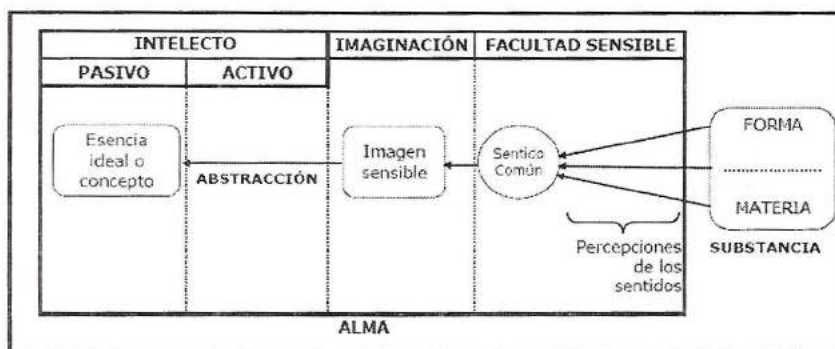 INTELECTO
IMAGINACIÓN
FACULTAD SENSIBLE
PASIVO
ACTIVO
Esencia
ideal o
concepto
ABSTRACCIÓN
Imagen
sensible
Sentico
Común
FORMA
MATERIA
Percepciones
de los
sentidos
SUBSTANCIA
ALMA